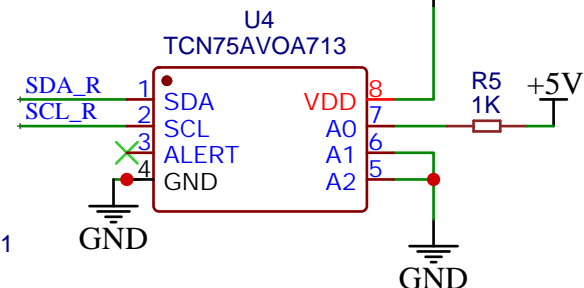 U4
TCN75AVOA713
SDA_R 1 SDA VDD 8 R5 +5V
SCL_R 2 SCL A0 7 1K
3 ALERT A1 6
4 GND A2 5
GND
1
GND